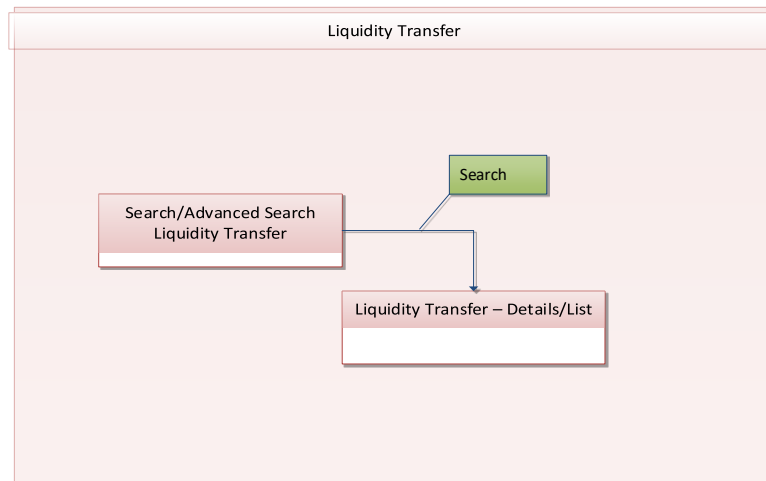 Liquidity Transfer
Search
Search/Advanced Search
Liquidity Transfer
Liquidity Transfer – Details/List